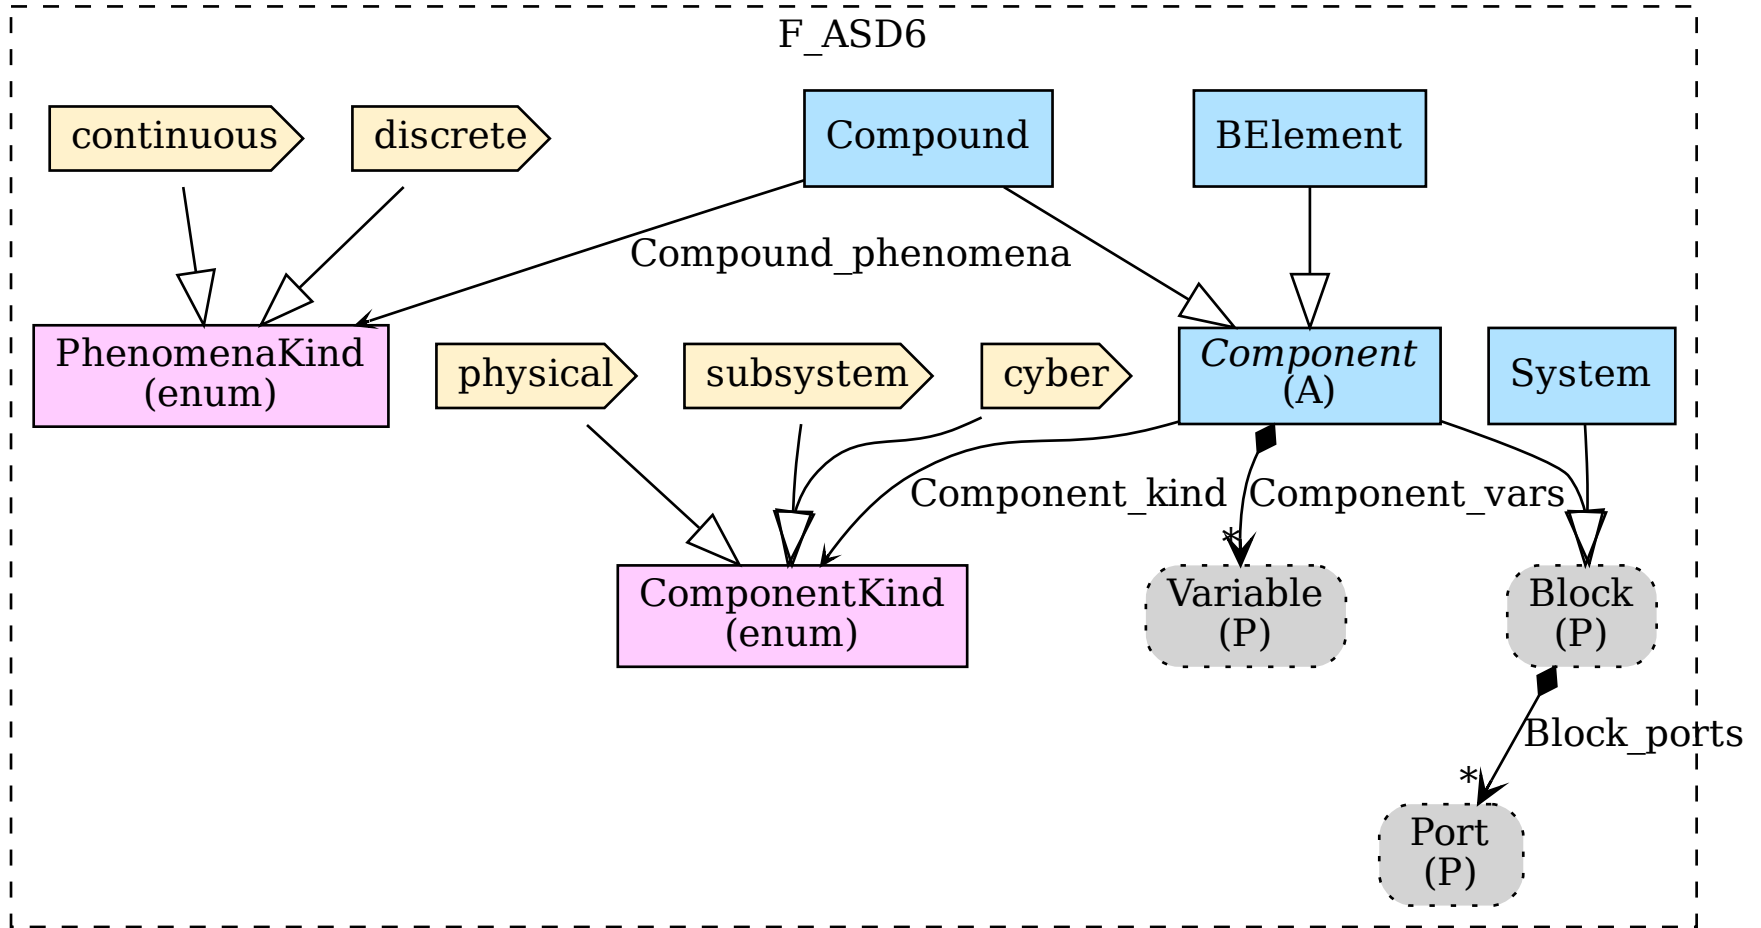 F_ASD6
continuous
discrete
Compound
BElement
Compound_phenomena
PhenomenaKind
(enum)
physical
subsystem
cyber
Component
(A)
System
Component_kind
Component_vars
*
ComponentKind
(enum)
Variable
(P)
Block
(P)
Block_ports
*
Port
(P)